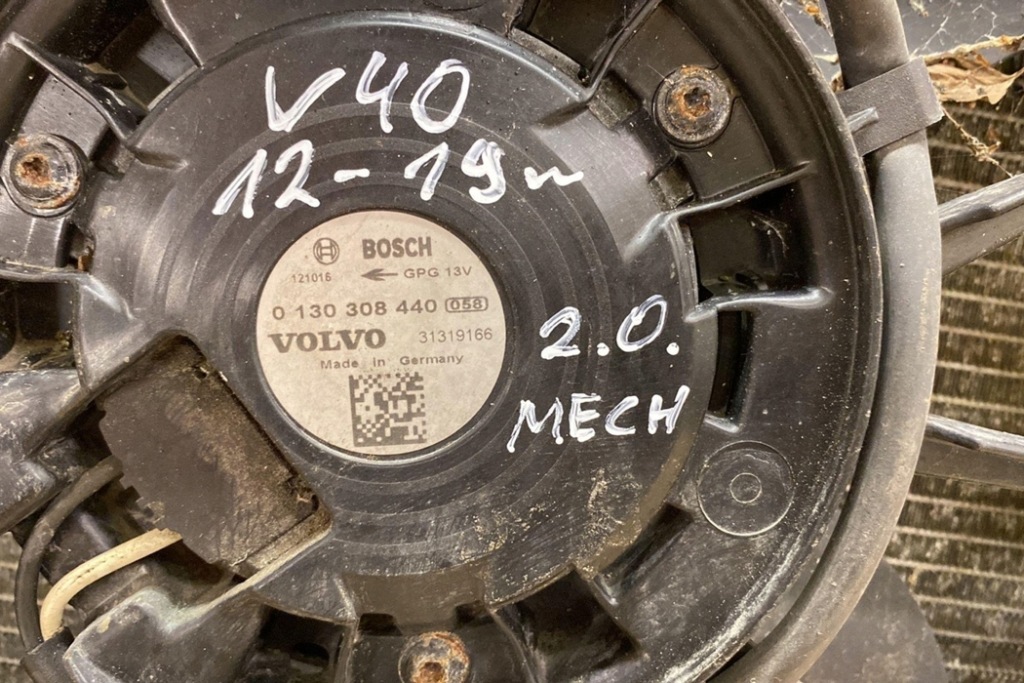 V40
12-19м
BOSCH
121016 ← GPG 13V
0 130 308 440 058
VOLVO 31319166
Made in Germany
2.0.
MECH